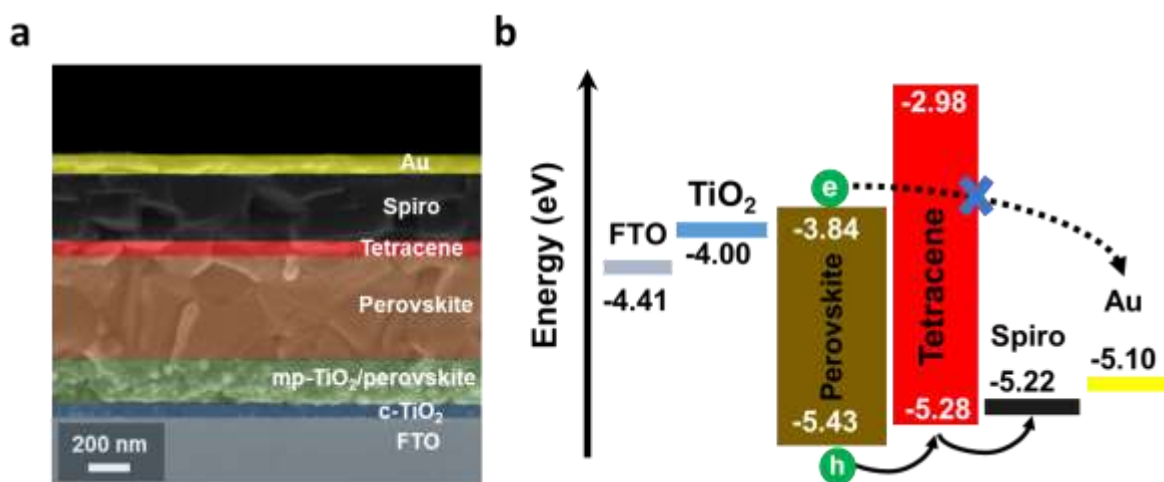 a
Au
Spiro
Tetracene
Perovskite
mp-TiO₂/perovskite
c-TiO₂
FTO
200 nm
b
Energy (eV)
FTO
-4.41
TiO₂
-4.00
e
-3.84
Perovskite
-5.43
h
-2.98
Tetracene
-5.28
Spiro
-5.22
Au
-5.10